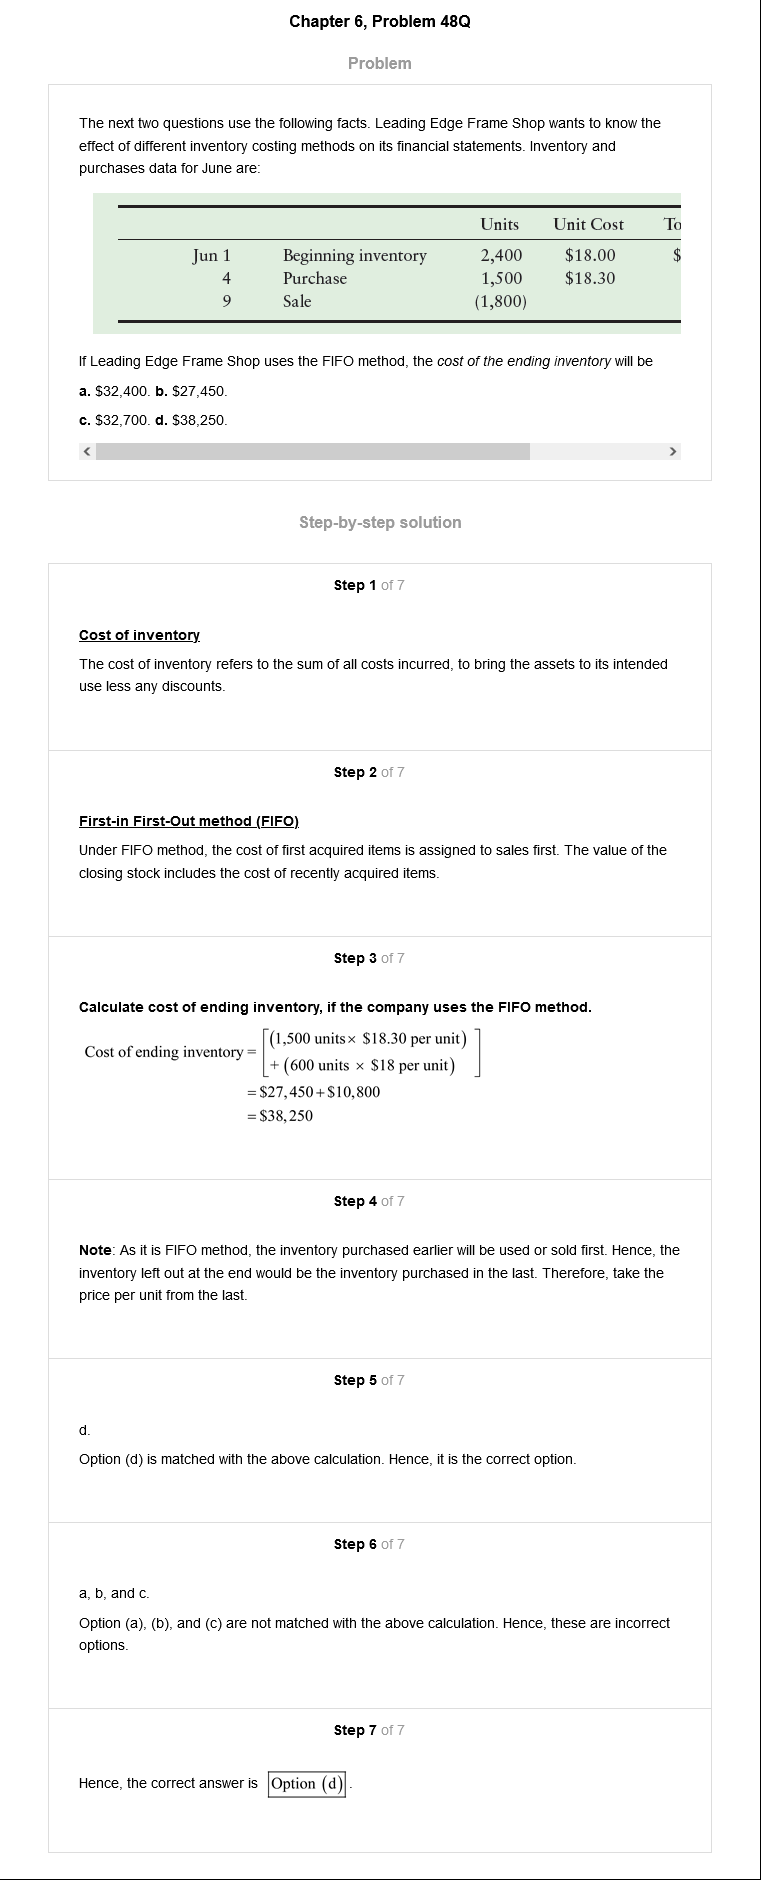 Chapter 6, Problem 48Q
Problem
The next two questions use the following facts. Leading Edge Frame Shop wants to know the
effect of different inventory costing methods on its financial statements. Inventory and
purchases data for June are:
Units Unit Cost To
Jun 1 Beginning inventory 2,400 $18.00 $
4 Purchase 1,500 $18.30
9 Sale (1,800)
If Leading Edge Frame Shop uses the FIFO method, the cost of the ending inventory will be
a. $32,400. b. $27,450.
c. $32,700. d. $38,250.
Step-by-step solution
Step 1 of 7
Cost of inventory
The cost of inventory refers to the sum of all costs incurred, to bring the assets to its intended
use less any discounts.
Step 2 of 7
First-in First-Out method (FIFO)
Under FIFO method, the cost of first acquired items is assigned to sales first. The value of the
closing stock includes the cost of recently acquired items.
Step 3 of 7
Calculate cost of ending inventory, if the company uses the FIFO method.
Cost of ending inventory = [(1,500 units× $18.30 per unit)
+ (600 units × $18 per unit)]
= $27,450+$10,800
= $38,250
Step 4 of 7
Note: As it is FIFO method, the inventory purchased earlier will be used or sold first. Hence, the
inventory left out at the end would be the inventory purchased in the last. Therefore, take the
price per unit from the last.
Step 5 of 7
d.
Option (d) is matched with the above calculation. Hence, it is the correct option.
Step 6 of 7
a, b, and c.
Option (a), (b), and (c) are not matched with the above calculation. Hence, these are incorrect
options.
Step 7 of 7
Hence, the correct answer is Option (d).